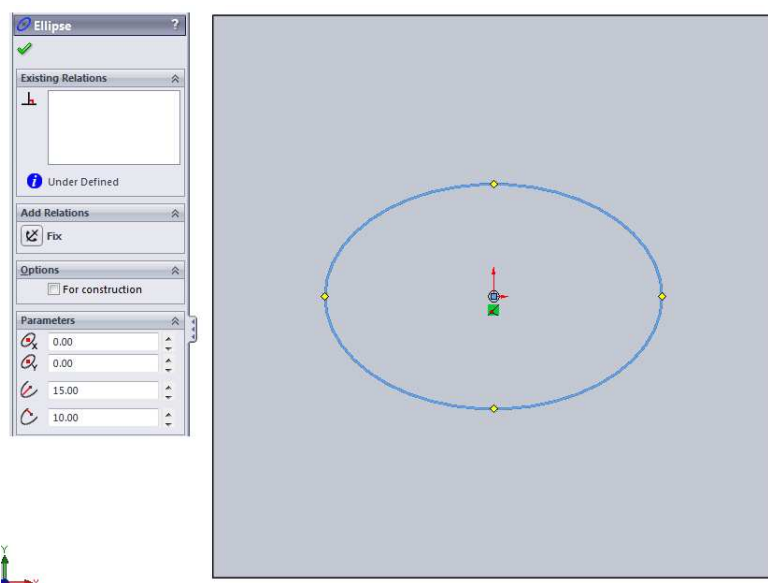 Ellipse ?
Existing Relations
Under Defined
Add Relations
Fix
Options
For construction
Parameters
X 0.00
Y 0.00
15.00
10.00
Y
X